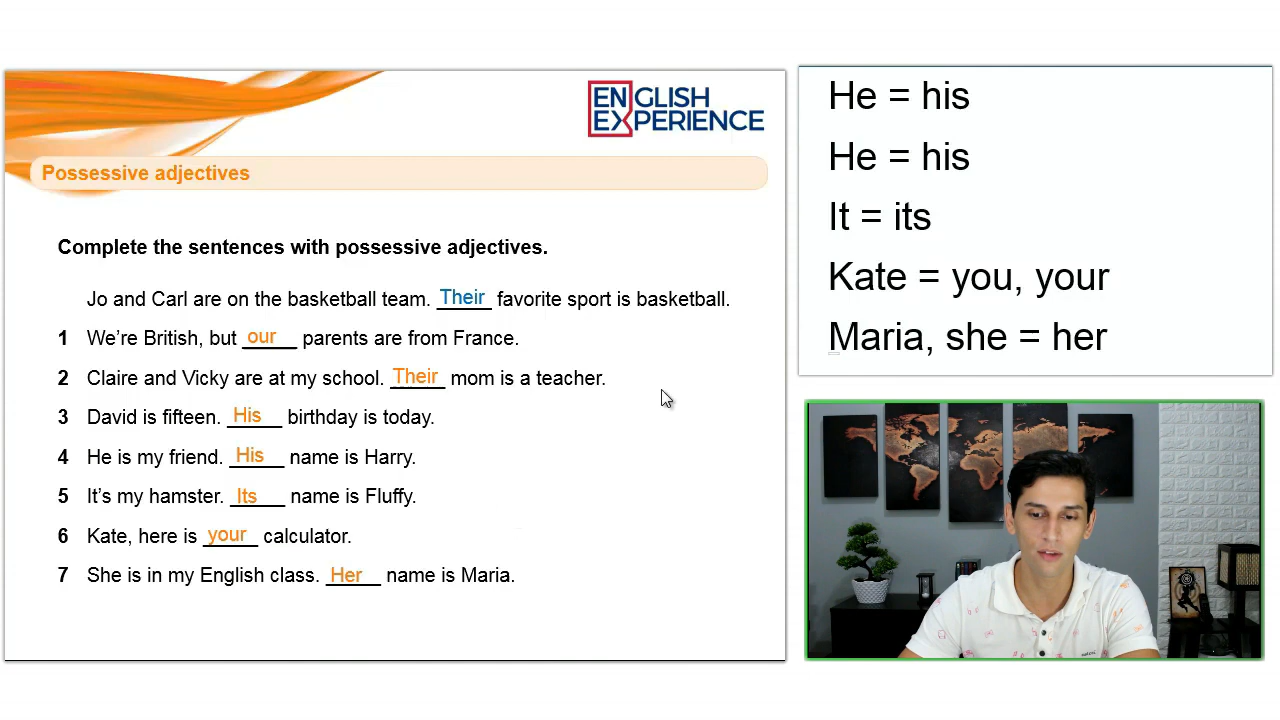 ENGLISH
EXPERIENCE
Possessive adjectives
Complete the sentences with possessive adjectives.
Jo and Carl are on the basketball team. Their favorite sport is basketball.
1 We’re British, but our parents are from France.
2 Claire and Vicky are at my school. Their mom is a teacher.
3 David is fifteen. His birthday is today.
4 He is my friend. His name is Harry.
5 It’s my hamster. Its name is Fluffy.
6 Kate, here is your calculator.
7 She is in my English class. Her name is Maria.
He = his
He = his
It = its
Kate = you, your
Maria, she = her